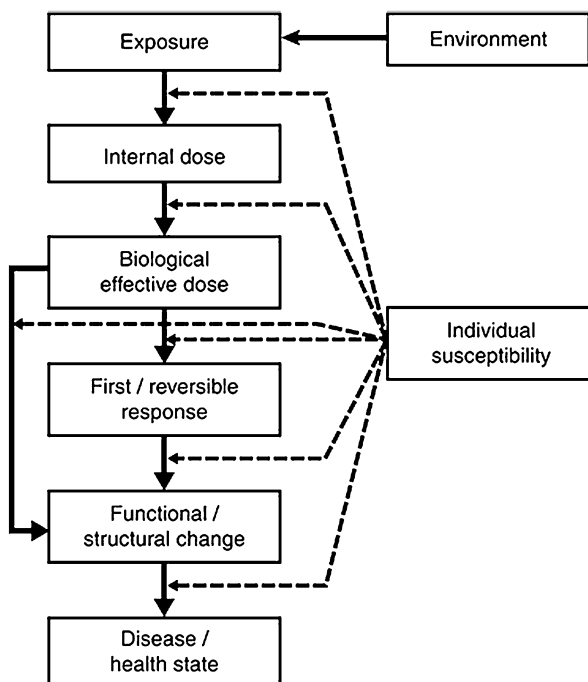 Exposure
Environment
Internal dose
Biological
effective dose
Individual
susceptibility
First / reversible
response
Functional /
structural change
Disease /
health state